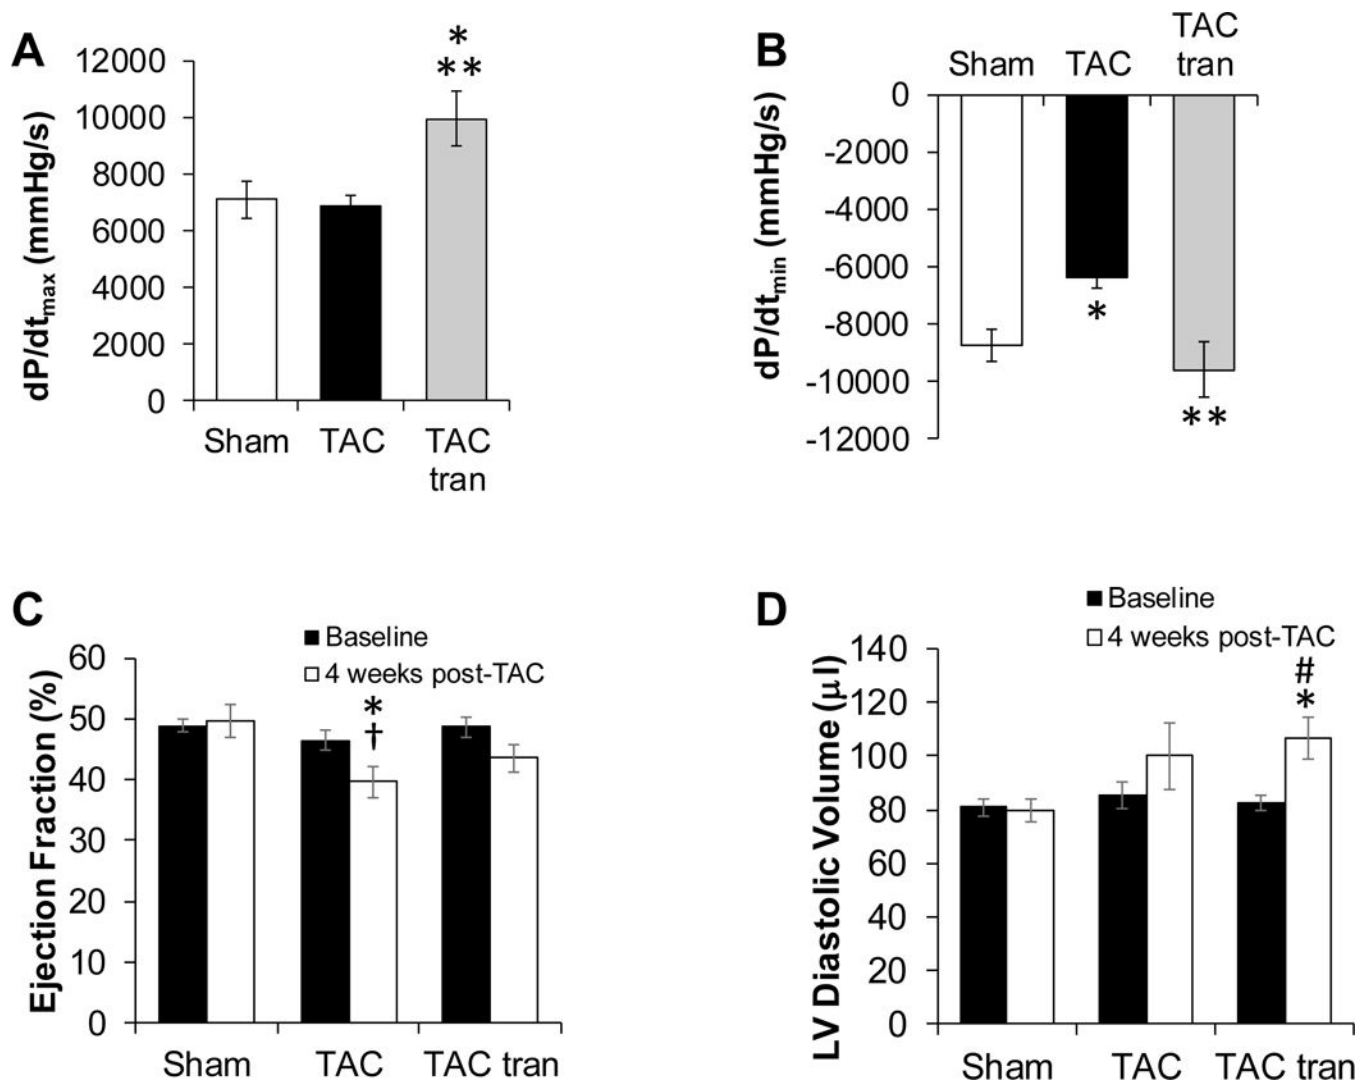 A
dP/dtmax (mmHg/s)
12000
10000
8000
6000
4000
2000
0
*
**
Sham TAC TAC
tran
B
dP/dtmin (mmHg/s)
TAC
Sham TAC tran
0
-2000
-4000
-6000
-8000
-10000
-12000
*
**
C
Ejection Fraction (%)
Baseline
4 weeks post-TAC
60
50
40
30
20
10
0
*
†
Sham TAC TAC tran
D
LV Diastolic Volume (μl)
Baseline
4 weeks post-TAC
140
120
100
80
60
40
20
0
#
*
Sham TAC TAC tran